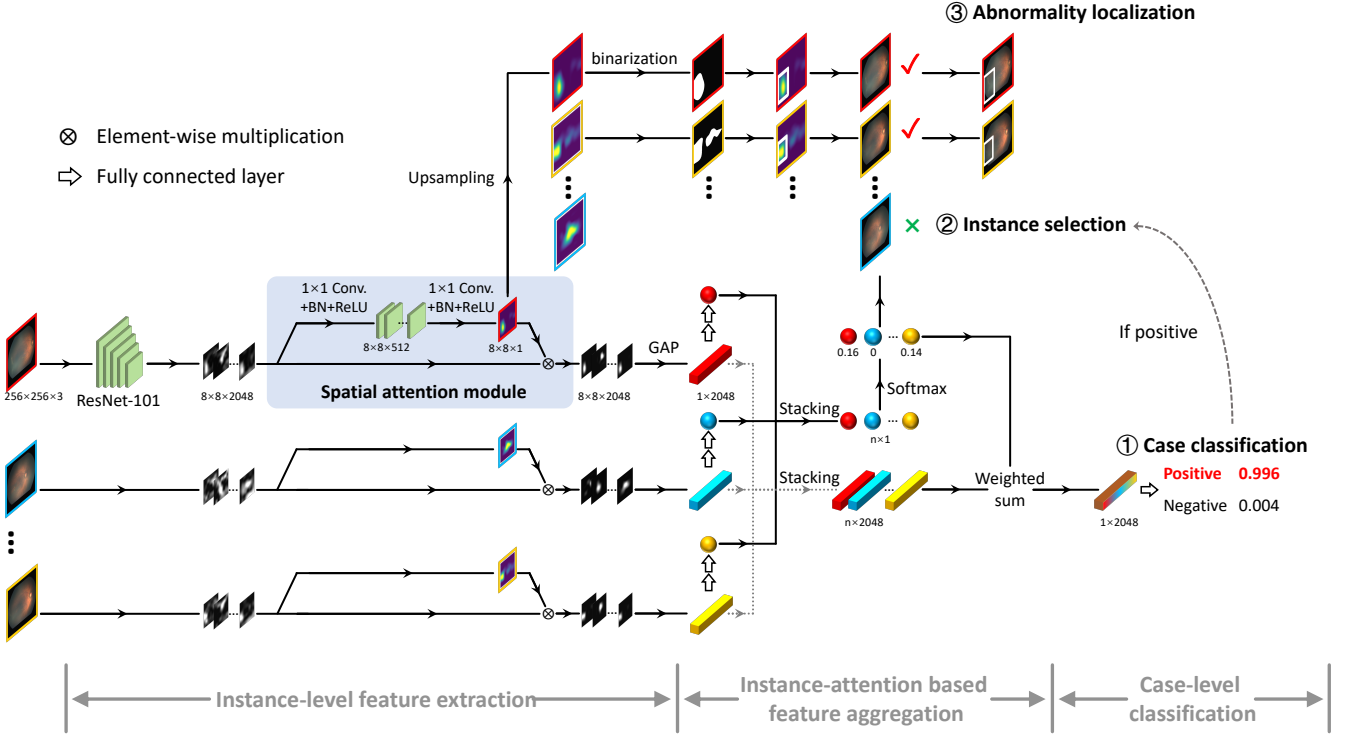 ③ Abnormality localization
binarization
⊗ Element-wise multiplication
Fully connected layer
Upsampling
② Instance selection
1×1 Conv.
+BN+ReLU
1×1 Conv.
+BN+ReLU
8×8×512
8×8×1
Spatial attention module
256×256×3
ResNet-101
8×8×2048
8×8×2048
GAP
1×2048
0.16
0
0.14
If positive
Softmax
Stacking
n×1
Stacking
n×2048
Weighted
sum
1×2048
① Case classification
Positive 0.996
Negative 0.004
Instance-level feature extraction
Instance-attention based
feature aggregation
Case-level
classification